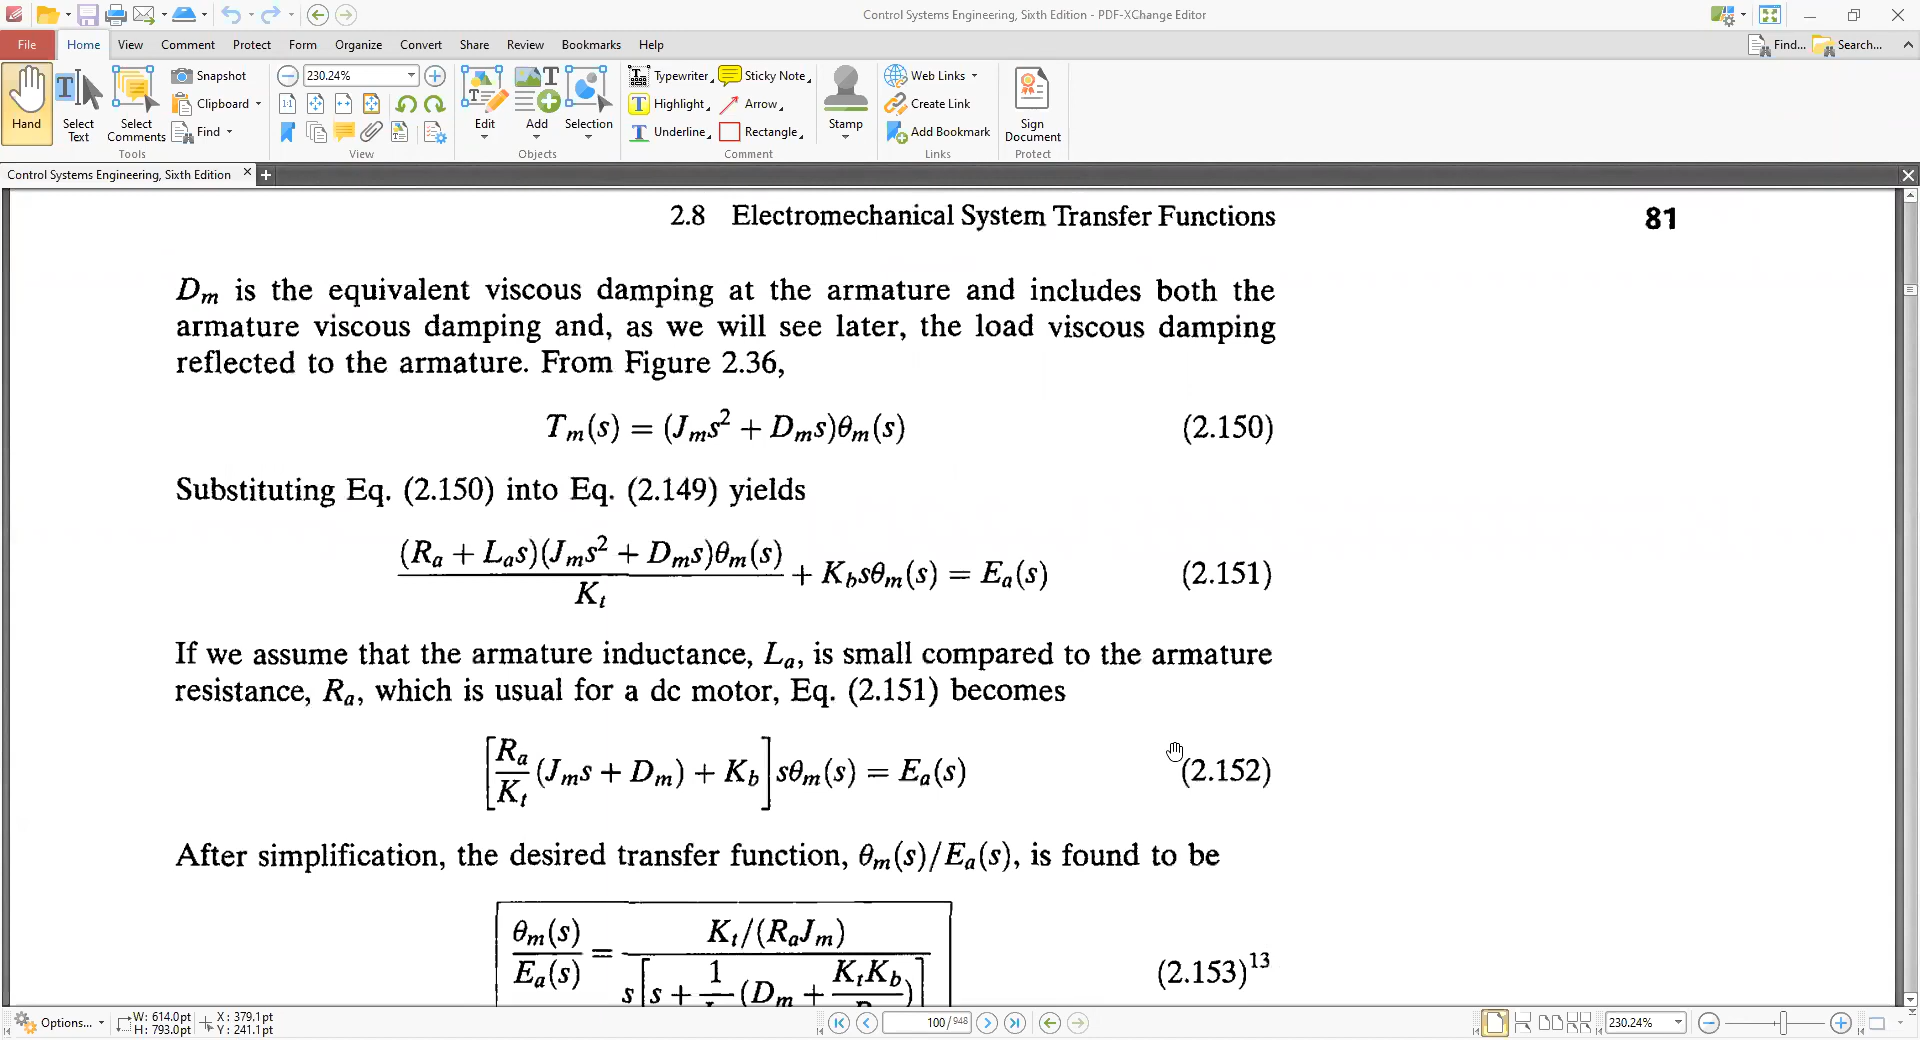 Control Systems Engineering, Sixth Edition - PDF-XChange Editor
File Home View Comment Protect Form Organize Convert Share Review Bookmarks Help Find... Search...
Hand
Select Text
Select Comments
Snapshot
Clipboard
Find
Tools
230.24%
View
Edit
Add
Selection
Objects
Typewriter
Highlight
Underline
Sticky Note
Arrow
Rectangle
Stamp
Comment
Web Links
Create Link
Add Bookmark
Links
Sign Document
Protect
Control Systems Engineering, Sixth Edition
2.8 Electromechanical System Transfer Functions 81
D_m is the equivalent viscous damping at the armature and includes both the
armature viscous damping and, as we will see later, the load viscous damping
reflected to the armature. From Figure 2.36,
T_m(s) = (J_m s² + D_m s)θ_m(s) (2.150)
Substituting Eq. (2.150) into Eq. (2.149) yields
(R_a + L_a s)(J_m s² + D_m s)θ_m(s) / K_t + K_b sθ_m(s) = E_a(s) (2.151)
If we assume that the armature inductance, L_a, is small compared to the armature
resistance, R_a, which is usual for a dc motor, Eq. (2.151) becomes
[R_a/K_t (J_m s + D_m) + K_b] sθ_m(s) = E_a(s) (2.152)
After simplification, the desired transfer function, θ_m(s)/E_a(s), is found to be
θ_m(s)/E_a(s) = K_t/(R_a J_m) (2.153)¹³
s[s + 1 (D_m + K_t K_b )]
Options...
W: 614.0pt
H: 793.0pt
X: 379.1pt
Y: 241.1pt
100/948
230.24%